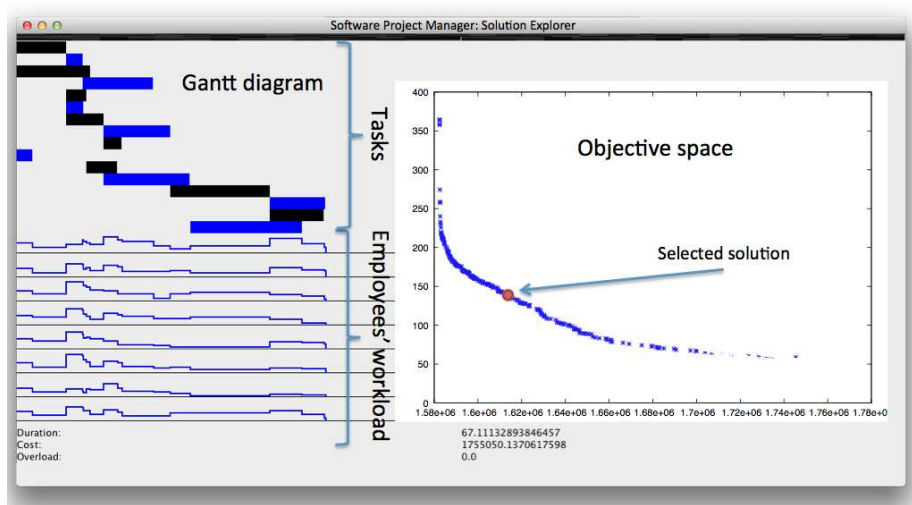 Software Project Manager: Solution Explorer
Gantt diagram
Tasks
Employees' workload
400
350
300
250
200
150
100
50
0
1.58e+06 1.6e+06 1.62e+06 1.64e+06 1.66e+06 1.68e+06 1.7e+06 1.72e+06 1.74e+06 1.76e+06 1.78e+0
Objective space
Selected solution
Duration: 67.11132893846457
Cost: 1755050.1370617598
Overload: 0.0